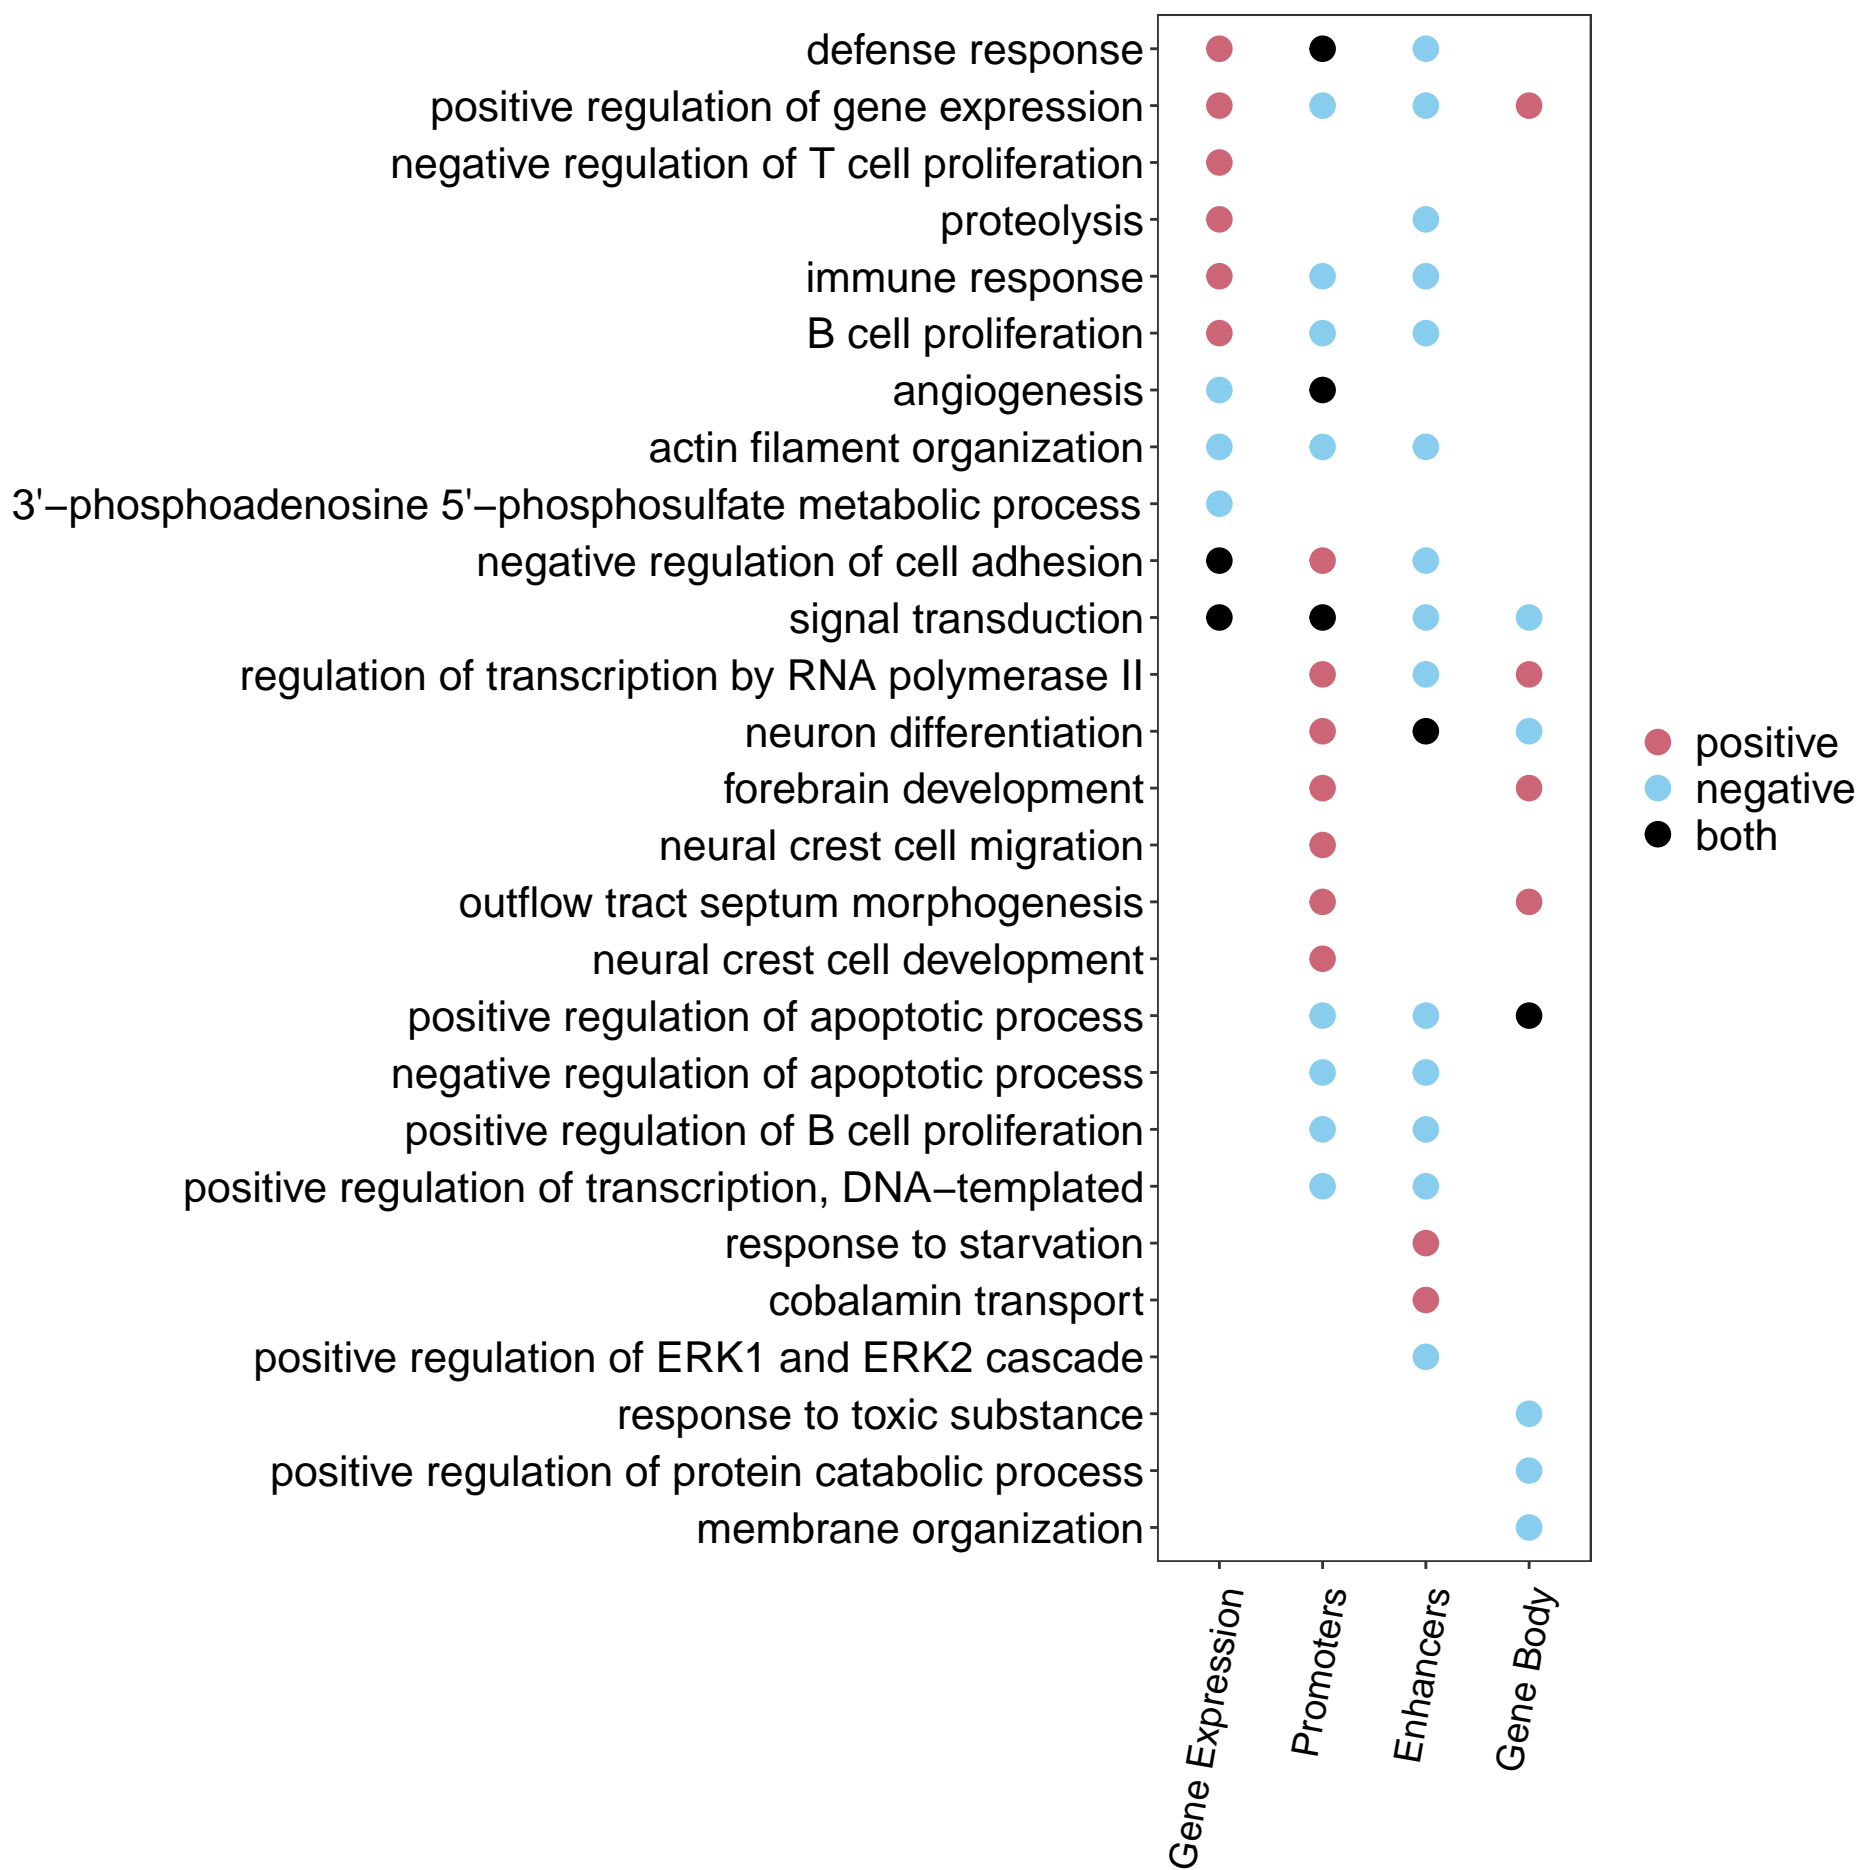 defense response
positive regulation of gene expression
negative regulation of T cell proliferation
proteolysis
immune response
B cell proliferation
angiogenesis
actin filament organization
3'−phosphoadenosine 5'−phosphosulfate metabolic process
negative regulation of cell adhesion
signal transduction
regulation of transcription by RNA polymerase II
neuron differentiation
forebrain development
neural crest cell migration
outflow tract septum morphogenesis
neural crest cell development
positive regulation of apoptotic process
negative regulation of apoptotic process
positive regulation of B cell proliferation
positive regulation of transcription, DNA−templated
response to starvation
cobalamin transport
positive regulation of ERK1 and ERK2 cascade
response to toxic substance
positive regulation of protein catabolic process
membrane organization
Gene Expression
Promoters
Enhancers
Gene Body
positive
negative
both